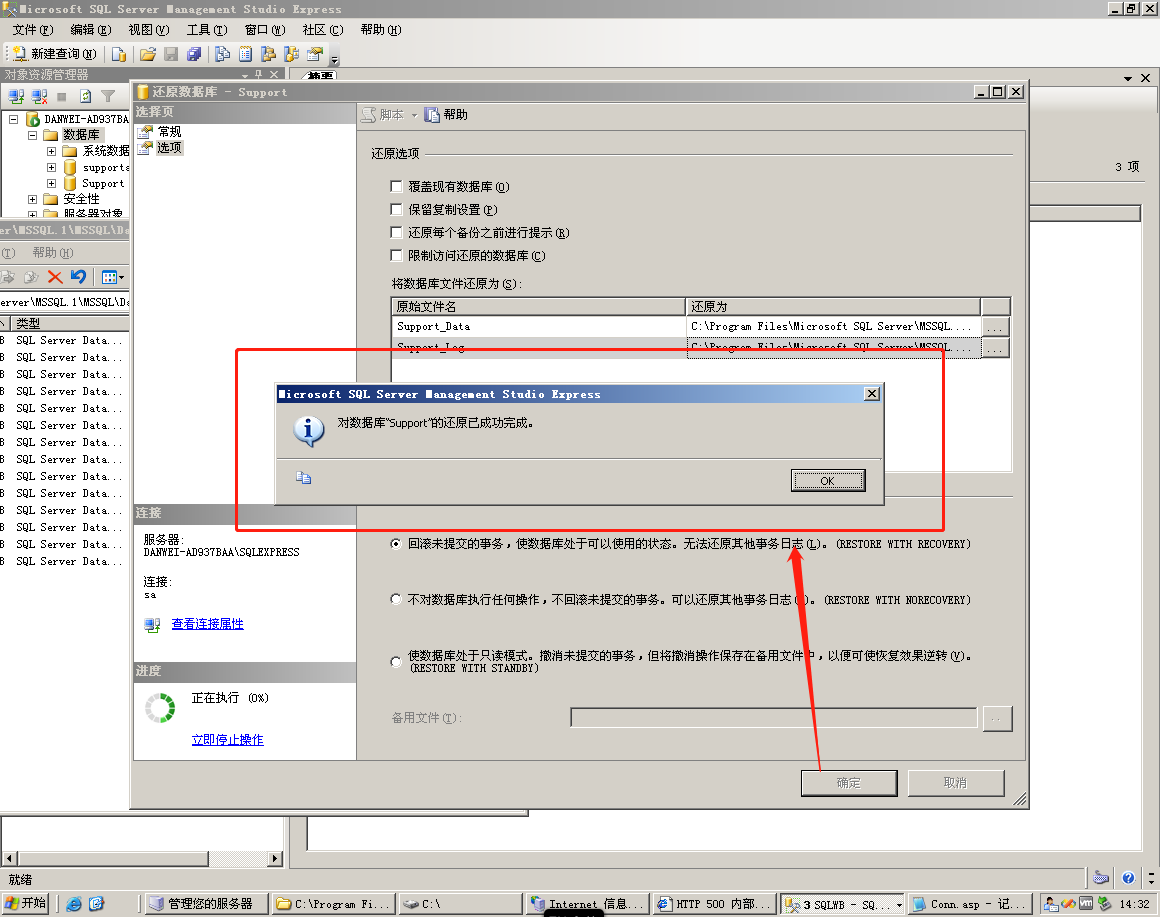 Microsoft SQL Server Management Studio Express
文件(F) 编辑(E) 视图(V) 工具(T) 窗口(W) 社区(C) 帮助(H)
新建查询(N)
对象资源管理器
摘要
DANWEI-AD937BA
数据库
系统数据
Support
安全性
服务器对象
3 项
er\MSSQL.1\MSSQL\Da
(T) 帮助(H)
erver\MSSQL.1\MSSQL\Da
类型
B SQL Server Data...
B SQL Server Data...
B SQL Server Data...
B SQL Server Data...
B SQL Server Data...
B SQL Server Data...
B SQL Server Data...
B SQL Server Data...
B SQL Server Data...
B SQL Server Data...
B SQL Server Data...
B SQL Server Data...
B SQL Server Data...
B SQL Server Data...
还原数据库 - Support
选择页
常规
选项
脚本 帮助
还原选项
覆盖现有数据库(O)
保留复制设置(P)
还原每个备份之前进行提示(R)
限制访问还原的数据库(C)
将数据库文件还原为(S):
原始文件名 还原为
Support_Data C:\Program Files\Microsoft SQL Server\MSSQL.... ...
Support_Log C:\Program Files\Microsoft SQL Server\MSSQL.... ...
Microsoft SQL Server Management Studio Express
对数据库"Support"的还原已成功完成。
OK
回滚未提交的事务，使数据库处于可以使用的状态。无法还原其他事务日志(L)。(RESTORE WITH RECOVERY)
不对数据库执行任何操作，不回滚未提交的事务。可以还原其他事务日志 。(RESTORE WITH NORECOVERY)
使数据库处于只读模式。撤消未提交的事务，但将撤消操作保存在备用文件中，以便可使恢复效果逆转(V)。
(RESTORE WITH STANDBY)
备用文件(T):
连接
服务器:
DANWEI-AD937BAA\SQLEXPRESS
连接:
sa
查看连接属性
进度
正在执行 (0%)
立即停止操作
确定 取消
就绪
开始 管理您的服务器 C:\Program Fi... C:\ Internet 信息... HTTP 500 内部... 3 SQLWB - SQ... Conn.asp - 记... 14:32